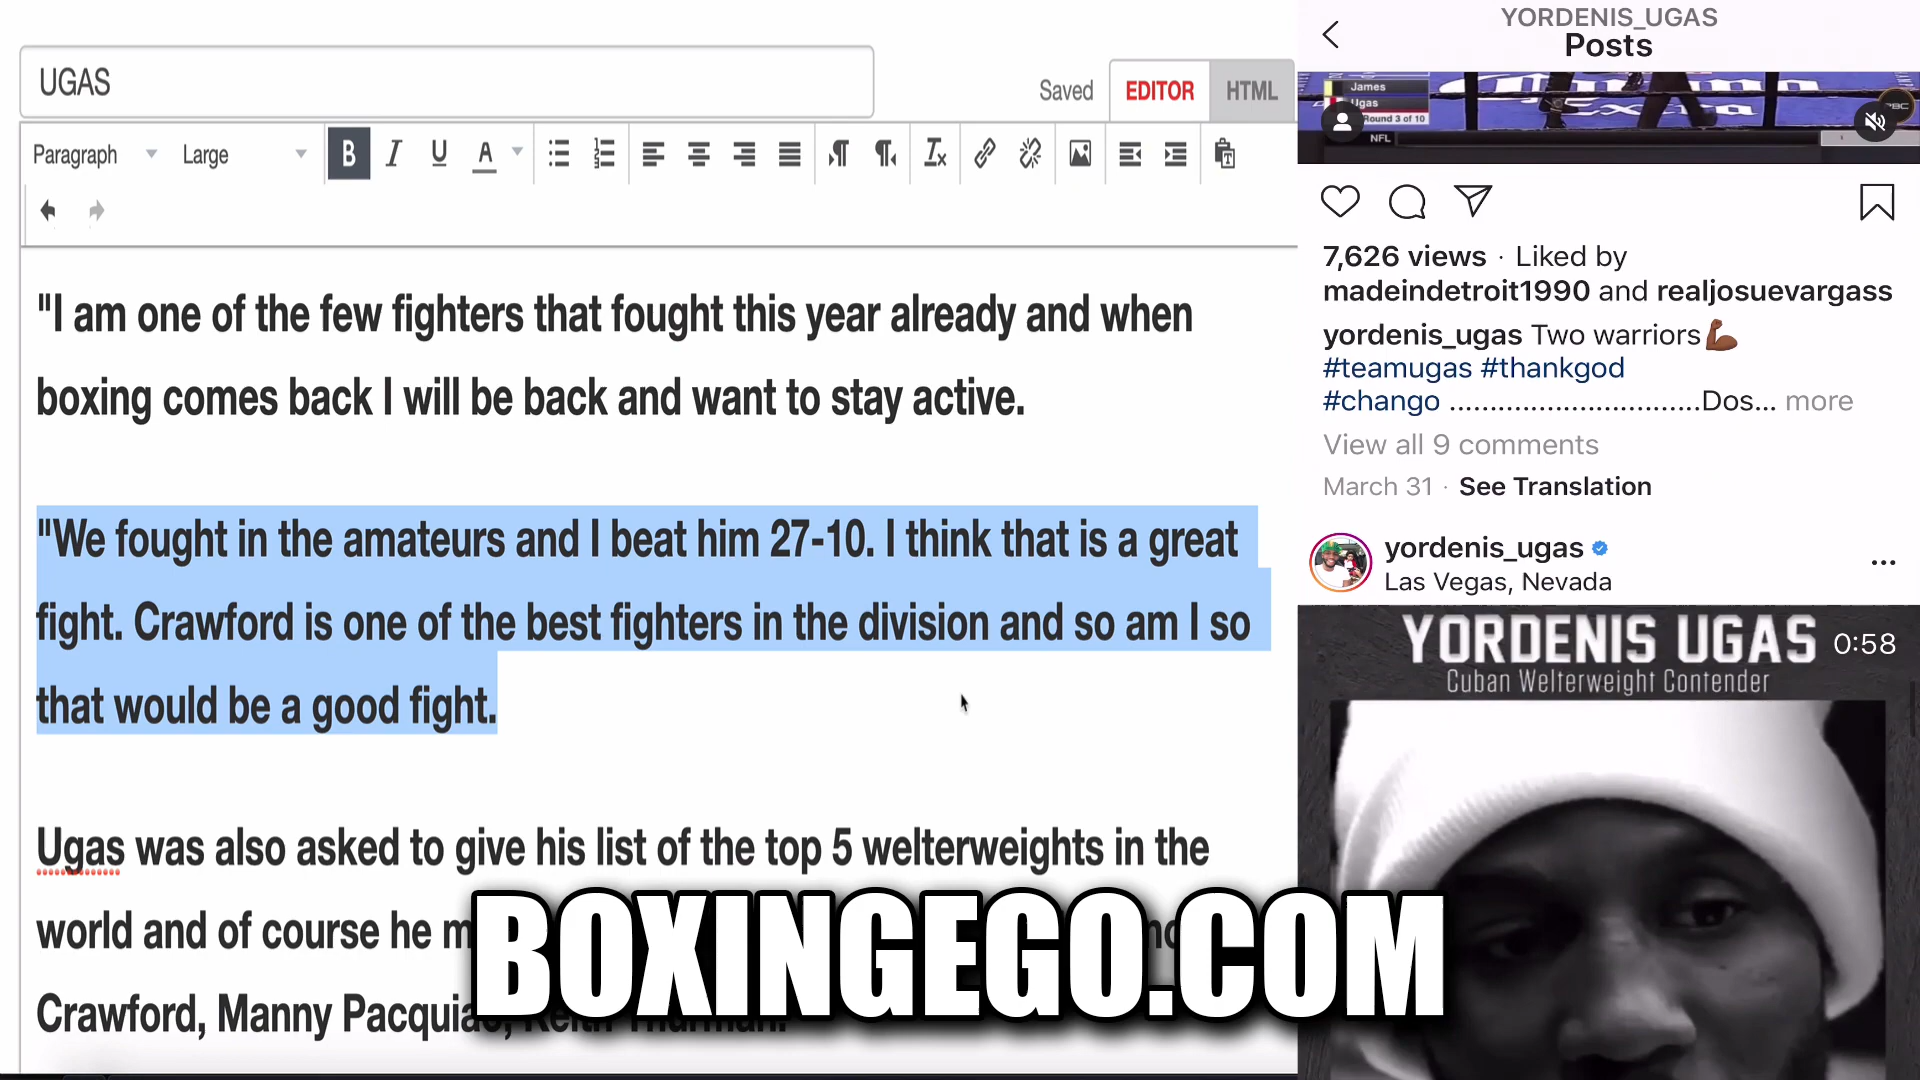 UGAS
Saved
EDITOR
HTML
Paragraph
Large
B
I
U
A
"I am one of the few fighters that fought this year already and when
boxing comes back I will be back and want to stay active.
"We fought in the amateurs and I beat him 27-10. I think that is a great
fight. Crawford is one of the best fighters in the division and so am I so
that would be a good fight.
Ugas was also asked to give his list of the top 5 welterweights in the
world and of course he
Crawford, Manny Pacquiao, Keith Thurman.
BOXINGEGO.COM
YORDENIS_UGAS
Posts
James
Ugas
Round 3 of 10
NFL
PBC
7,626 views · Liked by
madeindetroit1990 and realjosuevargass
yordenis_ugas Two warriors💪🏾
#teamugas #thankgod
#chango ...............................Dos... more
View all 9 comments
March 31 · See Translation
yordenis_ugas
Las Vegas, Nevada
YORDENIS UGAS
0:58
Cuban Welterweight Contender